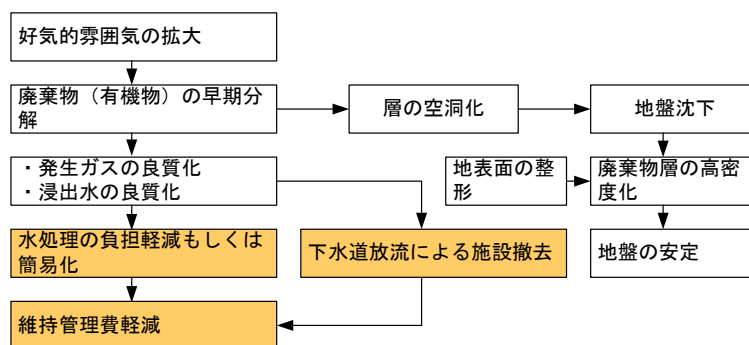 好気的雰囲気の拡大
廃棄物（有機物）の早期分
解
層の空洞化
地盤沈下
・発生ガスの良質化
・浸出水の良質化
地表面の整
形
廃棄物層の高密
度化
水処理の負担軽減もしくは
簡易化
下水道放流による施設撤去
地盤の安定
維持管理費軽減